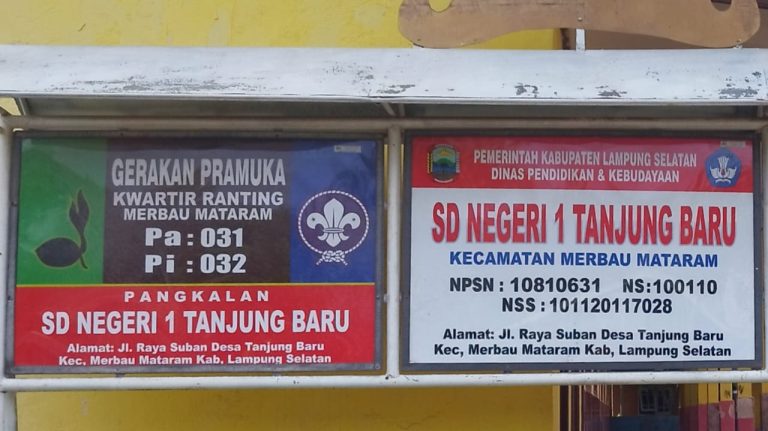 GERAKAN PRAMUKA
KWARTIR RANTING
MERBAU MATARAM
Pa : 031
Pi : 032
PANGKALAN
SD NEGERI 1 TANJUNG BARU
Alamat: Jl. Raya Suban Desa Tanjung Baru
Kec, Merbau Mataram Kab, Lampung Selatan
PEMERINTAH KABUPATEN LAMPUNG SELATAN
DINAS PENDIDIKAN & KEBUDAYAAN
SD NEGERI 1 TANJUNG BARU
KECAMATAN MERBAU MATARAM
NPSN : 10810631 NS:100110
NSS : 101120117028
Alamat: Jl. Raya Suban Desa Tanjung Baru
Kec, Merbau Mataram Kab, Lampung Selatan